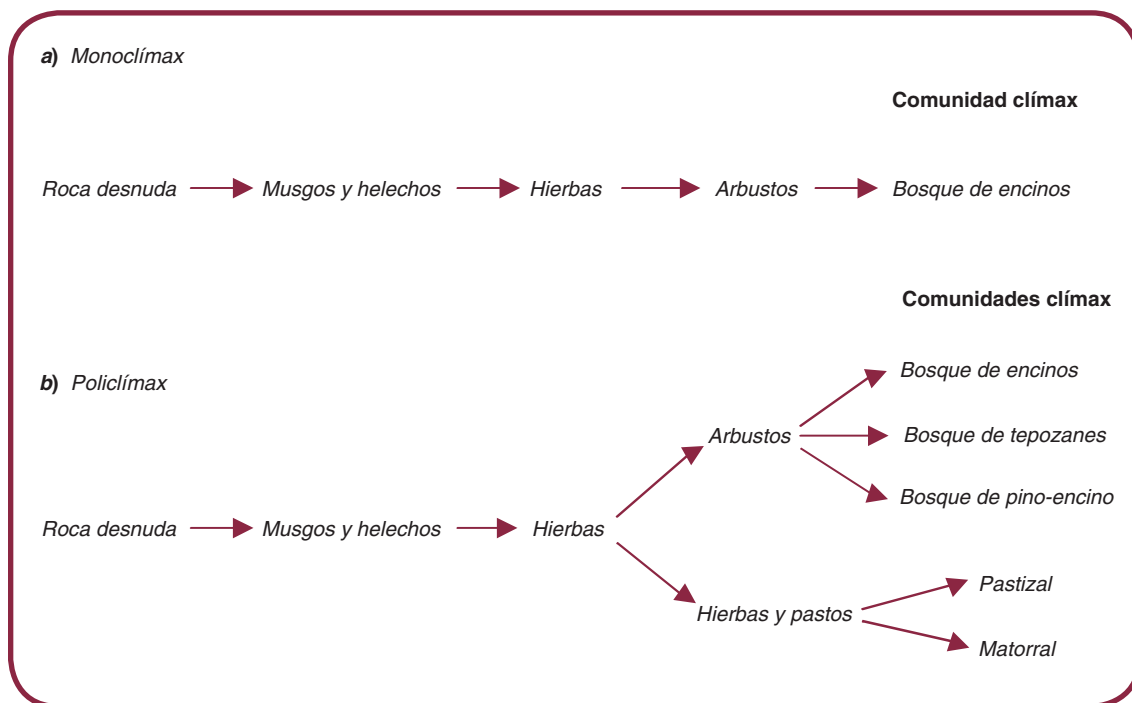 a) Monoclímax
Comunidad clímax
Roca desnuda
Musgos y helechos
Hierbas
Arbustos
Bosque de encinos
Comunidades clímax
b) Policlímax
Roca desnuda
Musgos y helechos
Hierbas
Arbustos
Bosque de encinos
Bosque de tepozanes
Bosque de pino-encino
Hierbas y pastos
Pastizal
Matorral